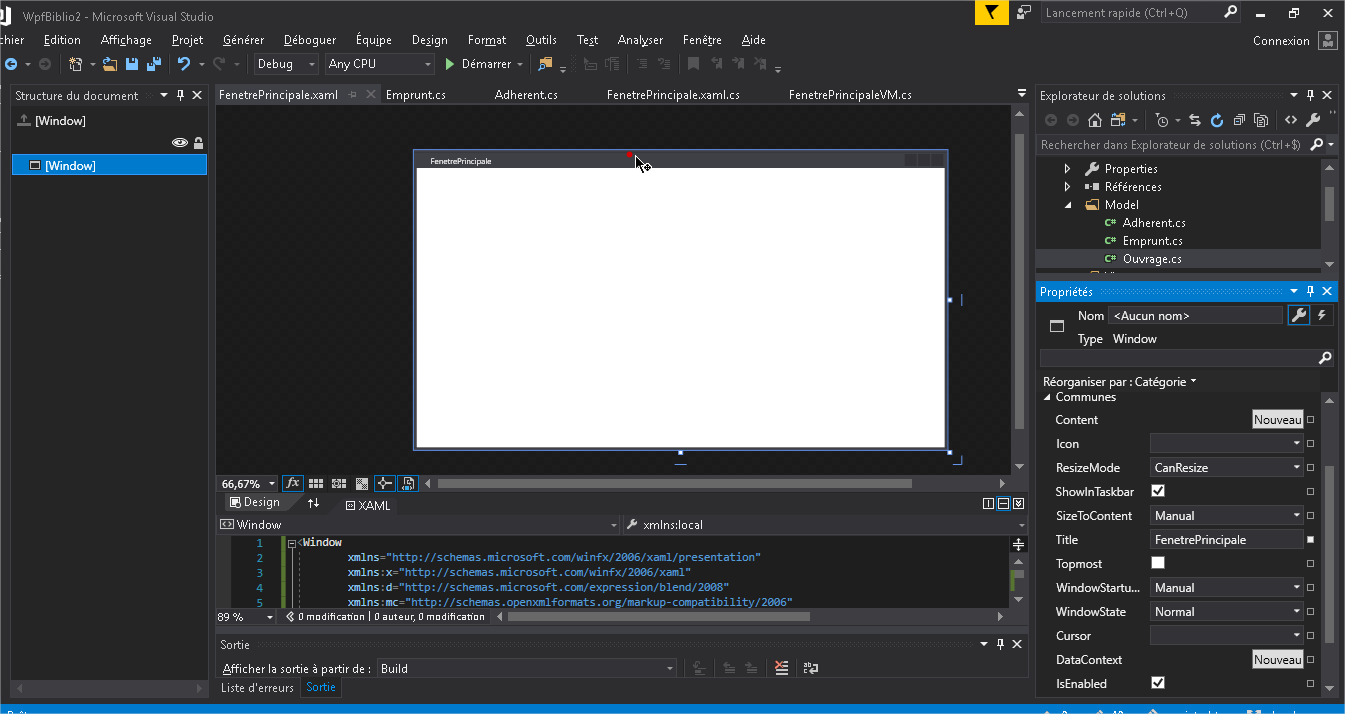 WpfBiblio2 - Microsoft Visual Studio
Lancement rapide (Ctrl+Q)
chier Edition Affichage Projet Générer Déboguer Équipe Design Format Outils Test Analyser Fenêtre Aide
Connexion
Debug Any CPU Démarrer
Structure du document
[Window]
[Window]
FenetrePrincipale.xaml Emprunt.cs Adherent.cs FenetrePrincipale.xaml.cs FenetrePrincipaleVM.cs
FenetrePrincipale
66,67%
fx
Design
XAML
Window
xmlns:local
1 <Window
2 xmlns="http://schemas.microsoft.com/winfx/2006/xaml/presentation"
3 xmlns:x="http://schemas.microsoft.com/winfx/2006/xaml"
4 xmlns:d="http://schemas.microsoft.com/expression/blend/2008"
5 xmlns:mc="http://schemas.openxmlformats.org/markup-compatibility/2006"
89 % 0 modification | 0 auteur, 0 modification
Sortie
Afficher la sortie à partir de : Build
Liste d'erreurs Sortie
Explorateur de solutions
Rechercher dans Explorateur de solutions (Ctrl+$)
Properties
Références
Model
C# Adherent.cs
C# Emprunt.cs
C# Ouvrage.cs
Propriétés
Nom <Aucun nom>
Type Window
Réorganiser par : Catégorie
Communes
Content Nouveau
Icon
ResizeMode CanResize
ShowInTaskbar
SizeToContent Manual
Title FenetrePrincipale
Topmost
WindowStartu... Manual
WindowState Normal
Cursor
DataContext Nouveau
IsEnabled